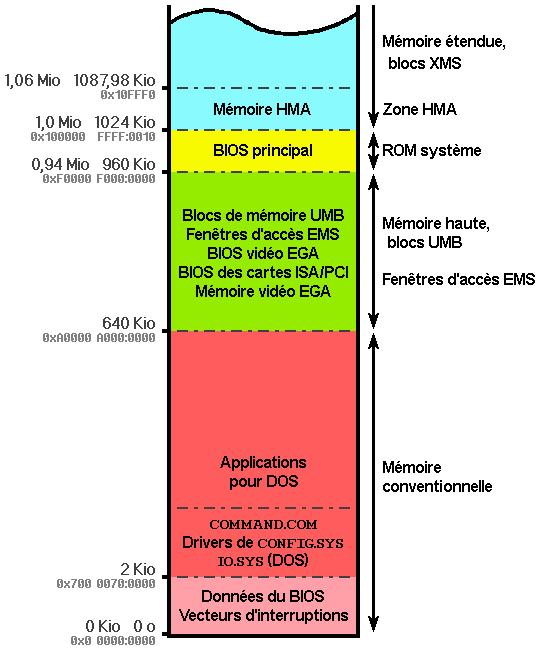 Mémoire étendue,
blocs XMS
1,06 Mio 1087,98 Kio
0x10FFF0
Mémoire HMA
Zone HMA
1,0 Mio 1024 Kio
0x100000 FFFF:0010
BIOS principal
ROM système
0,94 Mio 960 Kio
0xF0000 F000:0000
Blocs de mémoire UMB
Fenêtres d'accès EMS
BIOS vidéo EGA
BIOS des cartes ISA/PCI
Mémoire vidéo EGA
Mémoire haute,
blocs UMB
Fenêtres d'accès EMS
640 Kio
0xA0000 A000:0000
Applications
pour DOS
Mémoire
conventionnelle
COMMAND.COM
Drivers de CONFIG.SYS
IO.SYS (DOS)
2 Kio
0x700 0070:0000
Données du BIOS
Vecteurs d'interruptions
0 Kio 0 o
0x0 0000:0000